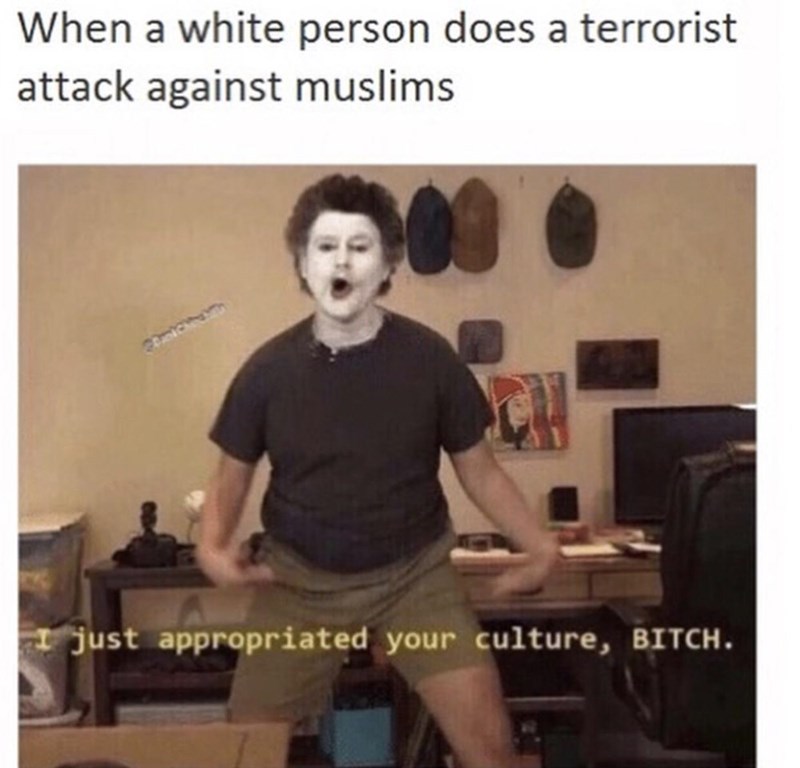 When a white person does a terrorist
attack against muslims
I just appropriated your culture, BITCH.